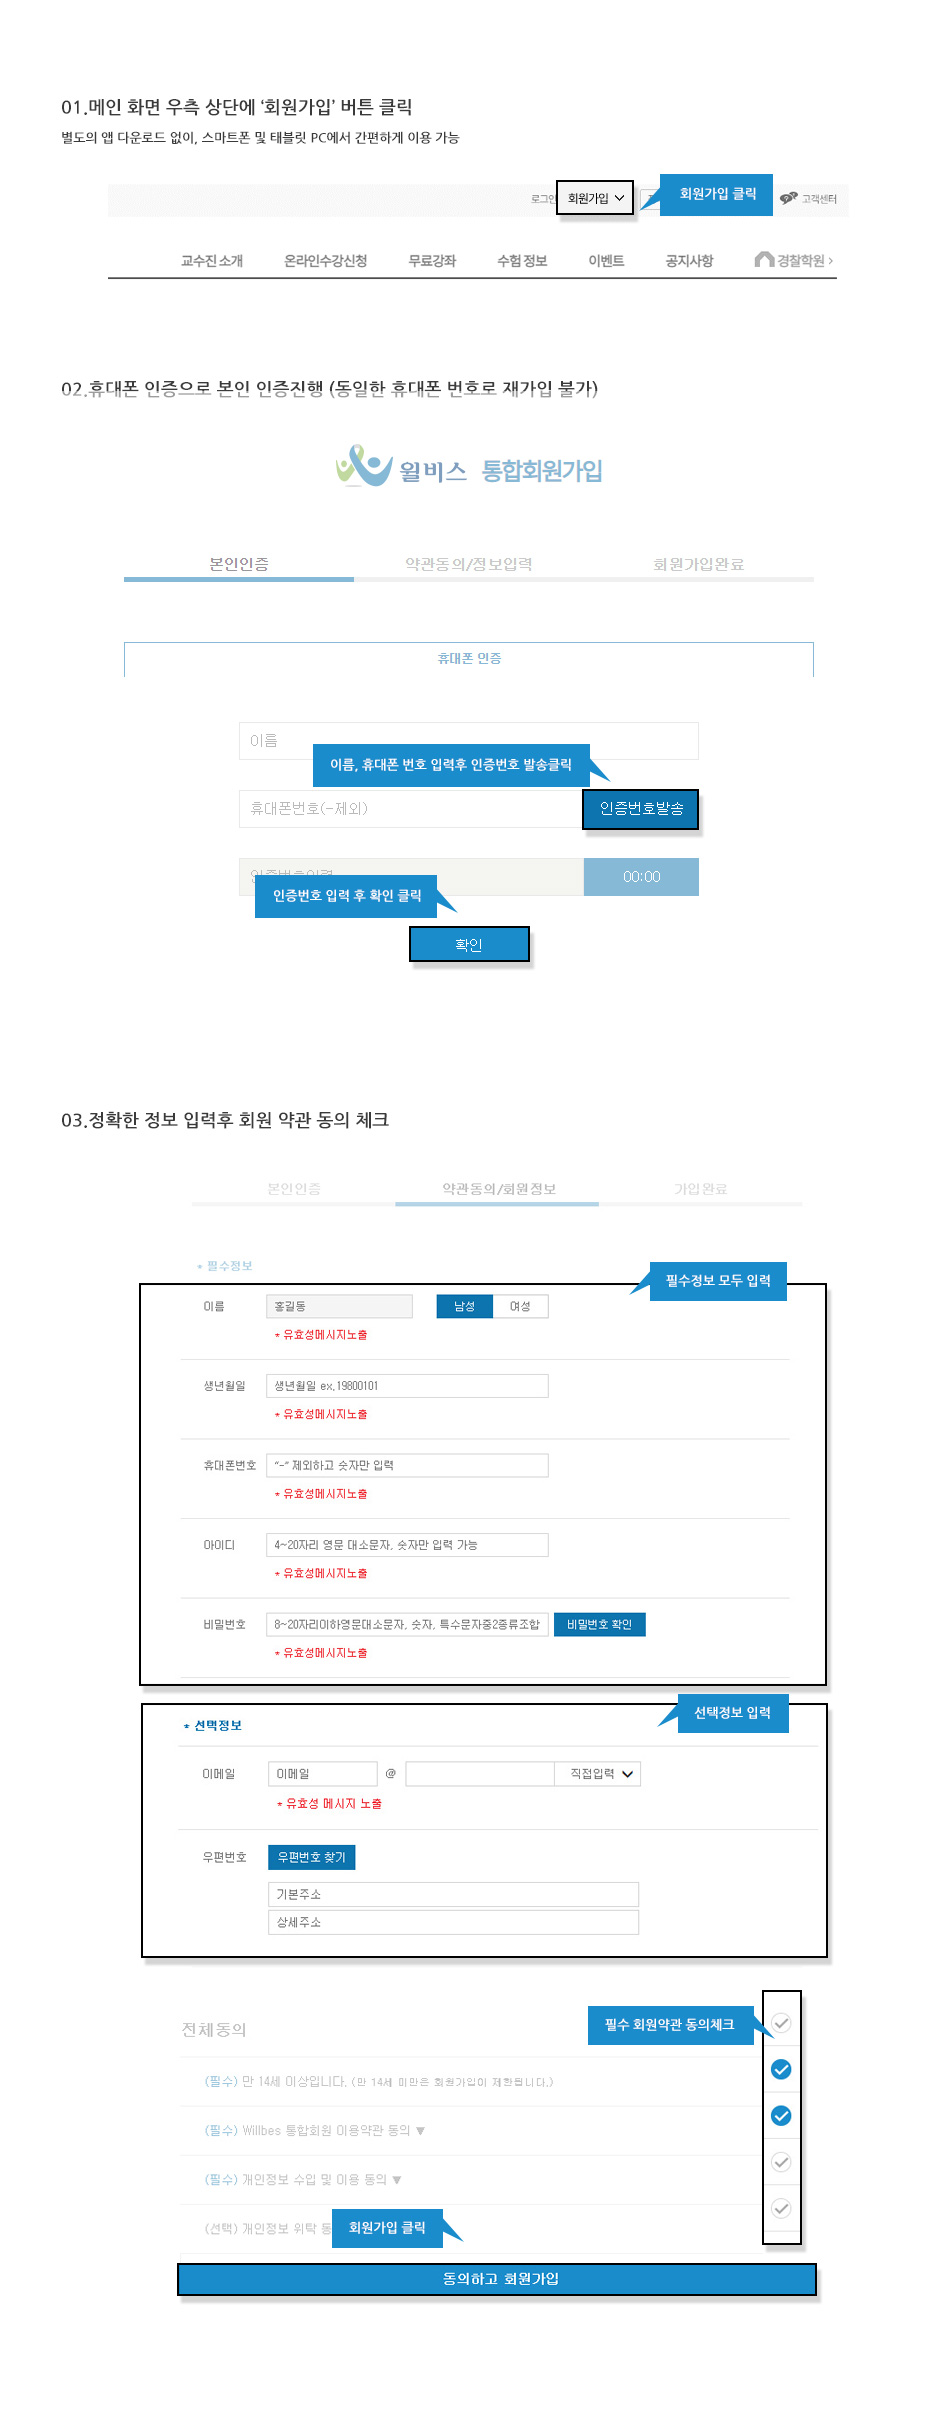 01.메인 화면 우측 상단에 ‘회원가입’ 버튼 클릭
별도의 앱 다운로드 없이, 스마트폰 및 태블릿 PC에서 간편하게 이용 가능
로그인 회원가입 회원가입 클릭 고객센터
교수진 소개 온라인수강신청 무료강좌 수험 정보 이벤트 공지사항 경찰학원 >
02.휴대폰 인증으로 본인 인증진행 (동일한 휴대폰 번호로 재가입 불가)
윌비스 통합회원가입
본인인증 약관동의/정보입력 회원가입완료
휴대폰 인증
이름
이름, 휴대폰 번호 입력후 인증번호 발송클릭
휴대폰번호(-제외) 인증번호발송
인증번호입력 00:00
인증번호 입력 후 확인 클릭
확인
03.정확한 정보 입력후 회원 약관 동의 체크
본인인증 약관동의/회원정보 가입완료
* 필수정보
필수정보 모두 입력
이름 홍길동 남성 여성
* 유효성메시지노출
생년월일 생년월일 ex,19800101
* 유효성메시지노출
휴대폰번호 "-" 제외하고 숫자만 입력
* 유효성메시지노출
아이디 4~20자리 영문 대소문자, 숫자만 입력 가능
* 유효성메시지노출
비밀번호 8~20자리이하영문대소문자, 숫자, 특수문자중2종류조합 비밀번호 확인
* 유효성메시지노출
선택정보 입력
* 선택정보
이메일 이메일 @ 직접입력
* 유효성 메시지 노출
우편번호 우편번호 찾기
기본주소
상세주소
필수 회원약관 동의체크
전체동의
(필수) 만 14세 이상입니다. (만 14세 미만은 회원가입이 제한됩니다.)
(필수) Willbes 통합회원 이용약관 동의 ▼
(필수) 개인정보 수입 및 이용 동의 ▼
(선택) 개인정보 위탁 동
회원가입 클릭
동의하고 회원가입